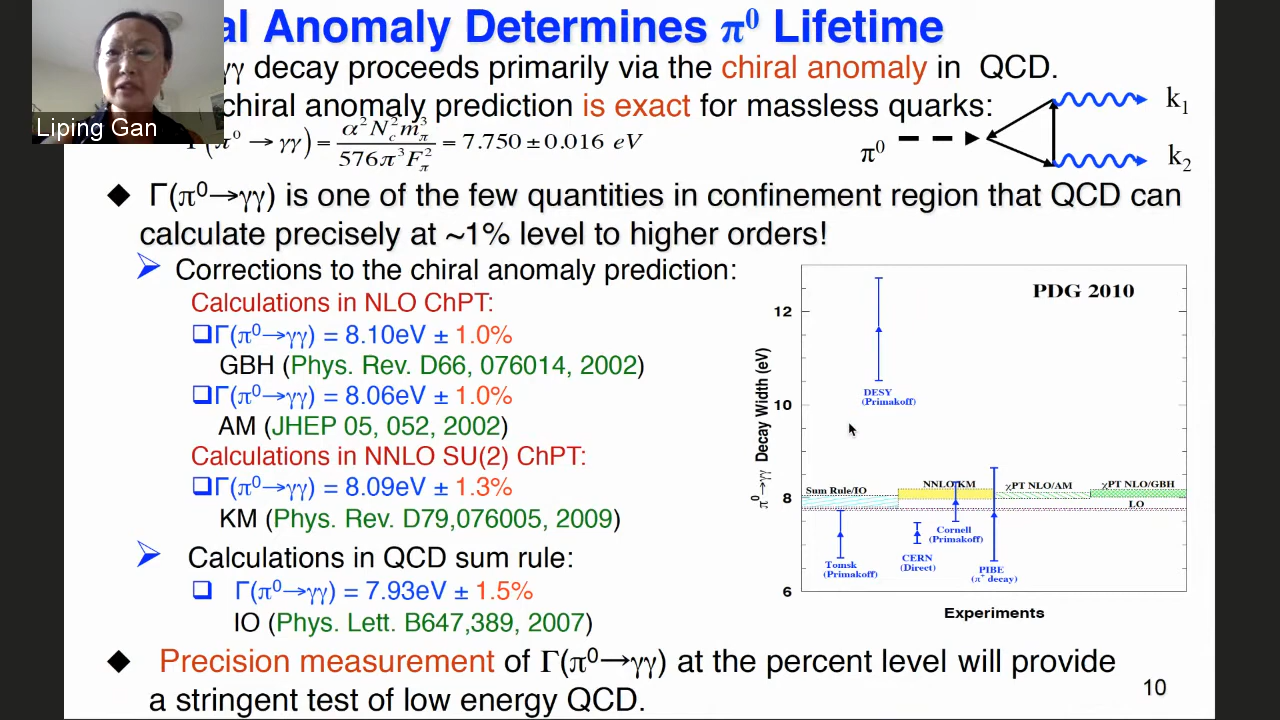 al Anomaly Determines π⁰ Lifetime
γγ decay proceeds primarily via the chiral anomaly in QCD.
chiral anomaly prediction is exact for massless quarks:
Liping Gan
Γ(π⁰ → γγ) = α²N_c²m_π³ / 576π³F_π² = 7.750 ± 0.016 eV
k₁
π⁰
k₂
◆ Γ(π⁰→γγ) is one of the few quantities in confinement region that QCD can
calculate precisely at ~1% level to higher orders!
➢ Corrections to the chiral anomaly prediction:
Calculations in NLO ChPT:
❑Γ(π⁰→γγ) = 8.10eV ± 1.0%
GBH (Phys. Rev. D66, 076014, 2002)
❑Γ(π⁰→γγ) = 8.06eV ± 1.0%
AM (JHEP 05, 052, 2002)
Calculations in NNLO SU(2) ChPT:
❑Γ(π⁰→γγ) = 8.09eV ± 1.3%
KM (Phys. Rev. D79,076005, 2009)
➢ Calculations in QCD sum rule:
❑ Γ(π⁰→γγ) = 7.93eV ± 1.5%
IO (Phys. Lett. B647,389, 2007)
◆ Precision measurement of Γ(π⁰→γγ) at the percent level will provide
a stringent test of low energy QCD.
PDG 2010
π⁰→γγ Decay Width (eV)
12
10
8
6
DESY
(Primakoff)
Sum Rule/IO
NNLO/KM
χPT NLO/AM
χPT NLO/GBH
LO
Tomsk
(Primakoff)
CERN
(Direct)
Cornell
(Primakoff)
PIBE
(π⁺ decay)
Experiments
10